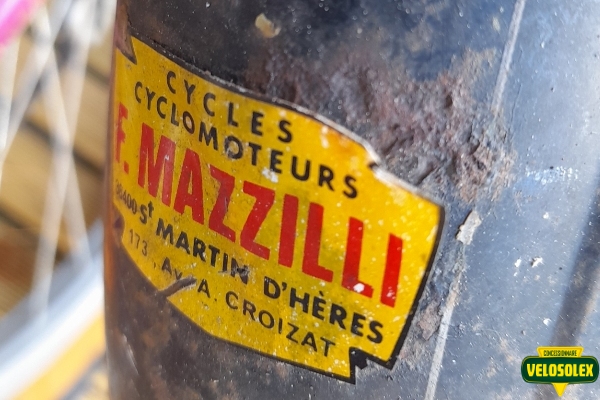 CYCLES
CYCLOMOTEURS
F. MAZZILLI
38400 St MARTIN D'HÈRES
173, Av. A. CROIZAT
CONCESSIONNAIRE
VELOSOLEX